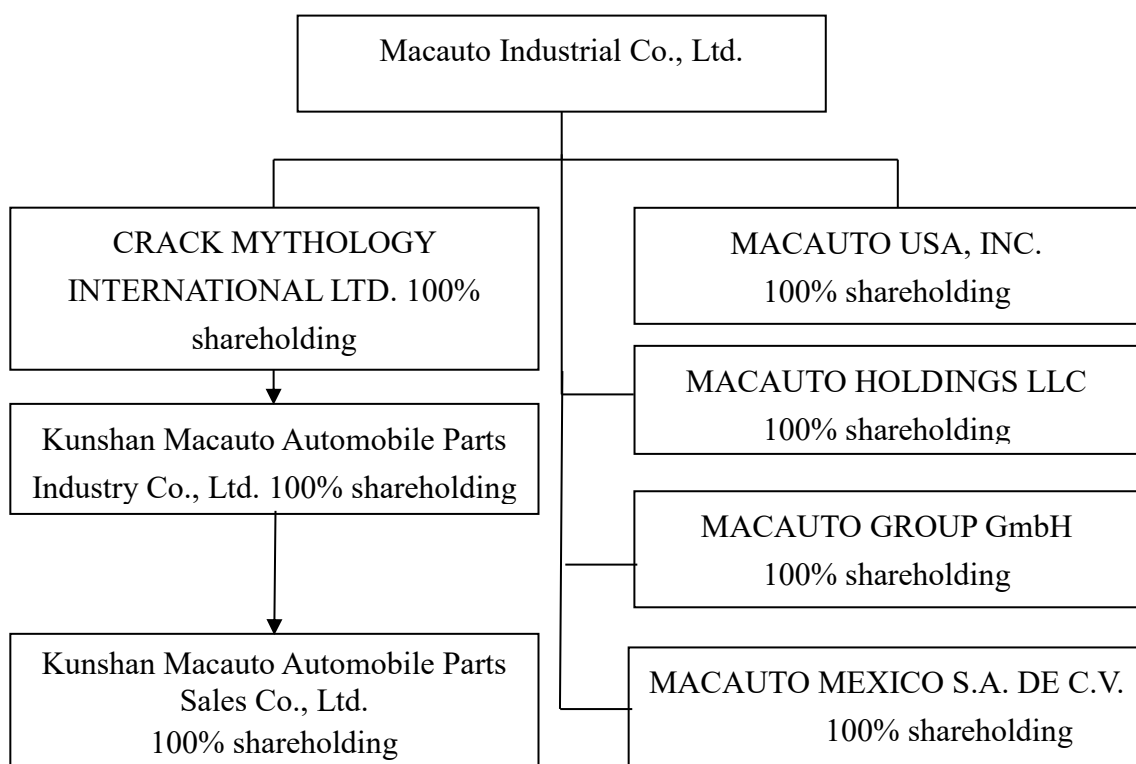 Macauto Industrial Co., Ltd.
CRACK MYTHOLOGY
INTERNATIONAL LTD. 100%
shareholding
Kunshan Macauto Automobile Parts
Industry Co., Ltd. 100% shareholding
Kunshan Macauto Automobile Parts
Sales Co., Ltd.
100% shareholding
MACAUTO USA, INC.
100% shareholding
MACAUTO HOLDINGS LLC
100% shareholding
MACAUTO GROUP GmbH
100% shareholding
MACAUTO MEXICO S.A. DE C.V.
100% shareholding